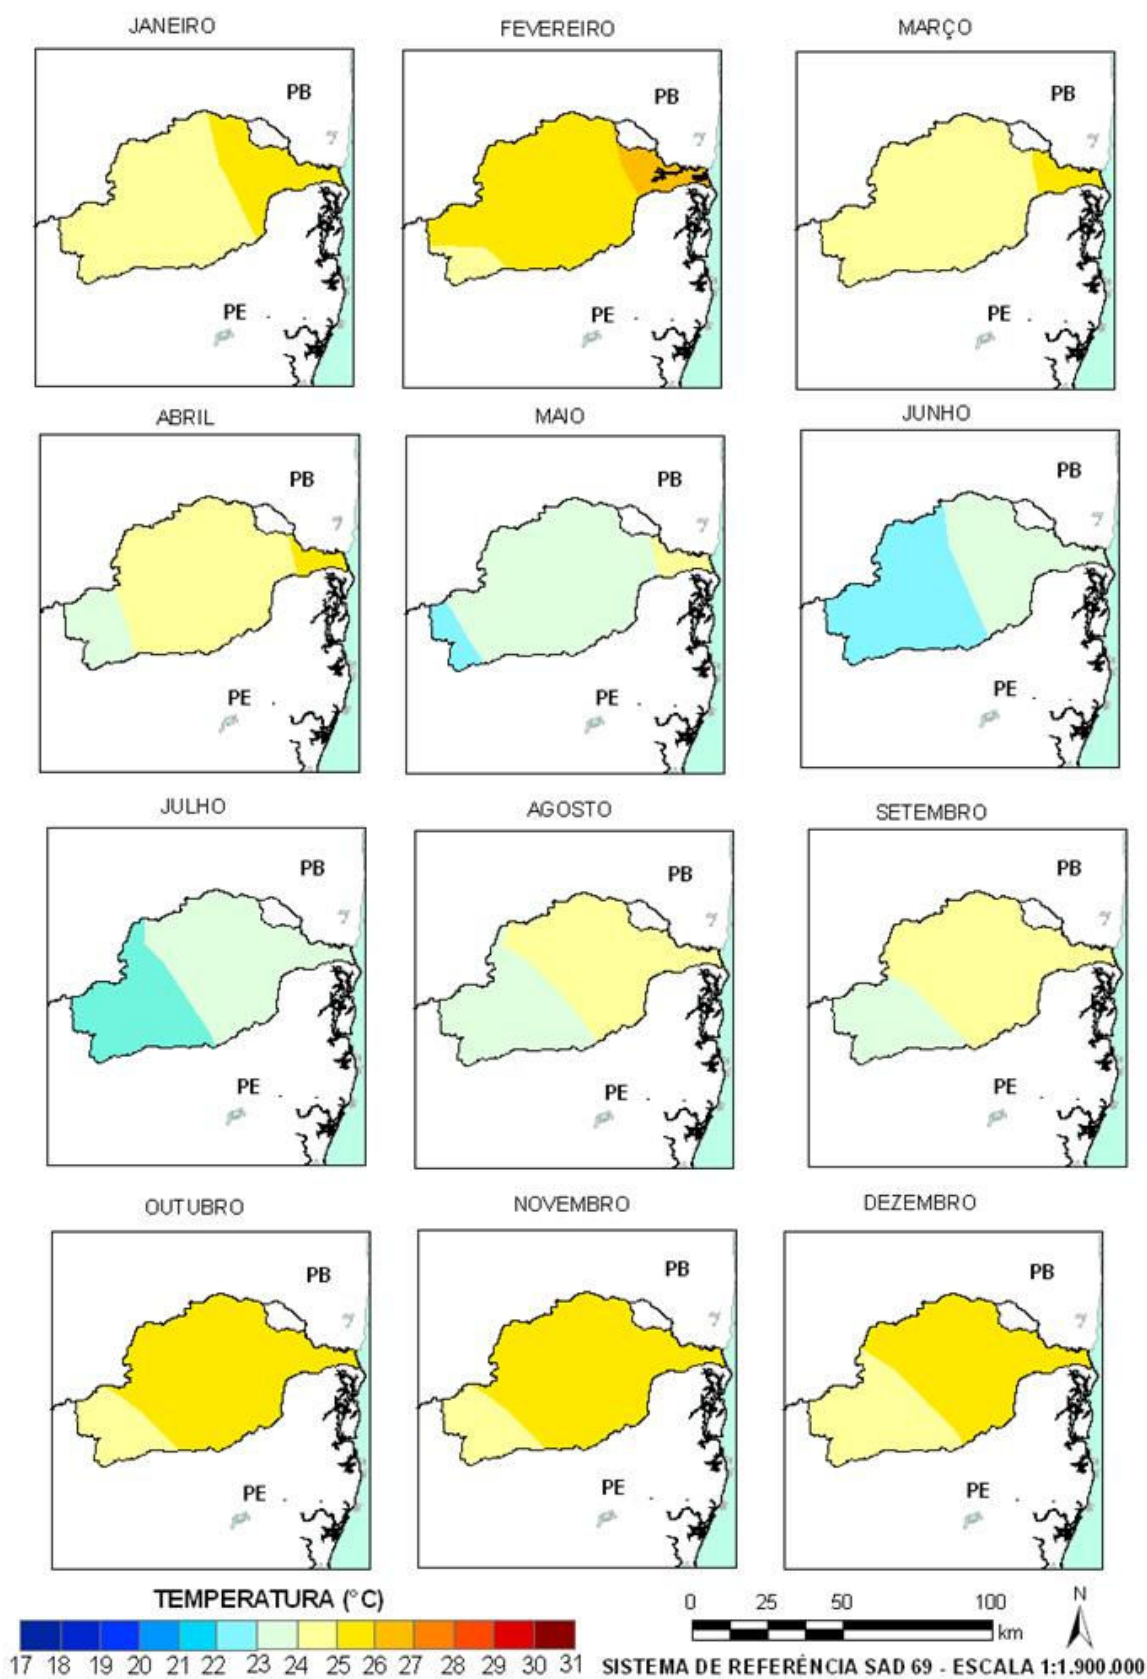 JANEIRO
FEVEREIRO
MARÇO
PB
PB
PB
PE
PE
PE
ABRIL
MAIO
JUNHO
PB
PB
PB
PE
PE
PE
JULHO
AGOSTO
SETEMBRO
PB
PB
PB
PE
PE
PE
OUTUBRO
NOVEMBRO
DEZEMBRO
PB
PB
PB
PE
PE
PE
TEMPERATURA (°C)
17 18 19 20 21 22 23 24 25 26 27 28 29 30 31
0 25 50 100
km
N
SISTEMA DE REFERÊNCIA SAD 69 - ESCALA 1:1.900.000